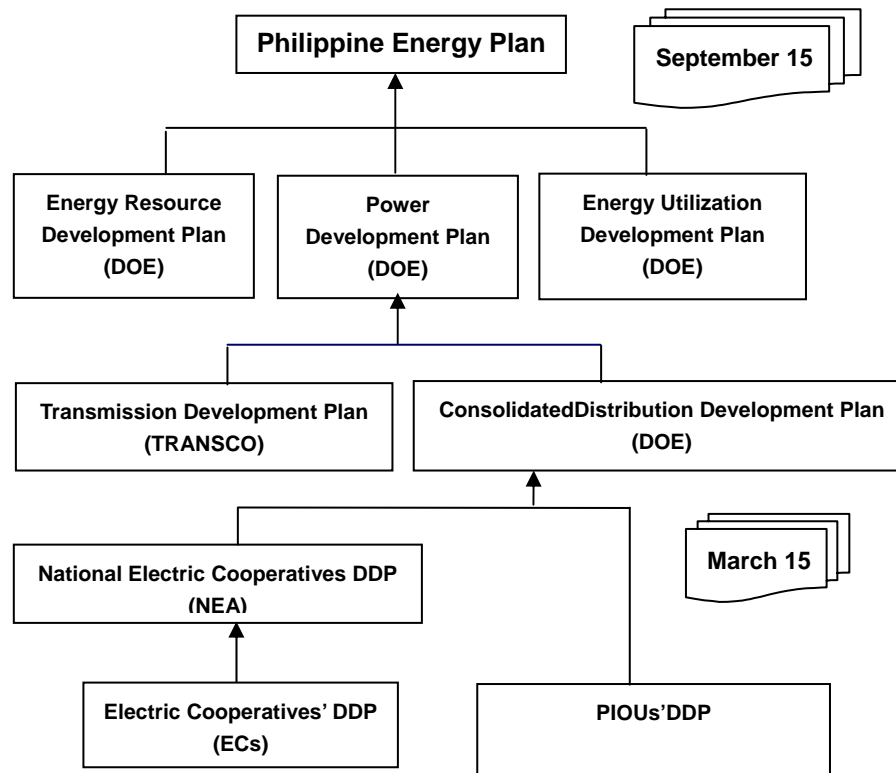 Philippine Energy Plan
September 15
Energy Resource
Development Plan
(DOE)
Power
Development Plan
(DOE)
Energy Utilization
Development Plan
(DOE)
Transmission Development Plan
(TRANSCO)
ConsolidatedDistribution Development Plan
(DOE)
National Electric Cooperatives DDP
(NEA)
March 15
Electric Cooperatives’ DDP
(ECs)
PIOUs’DDP